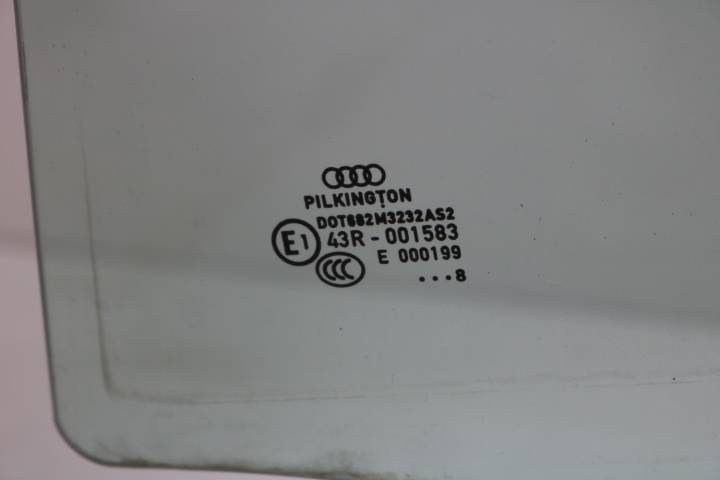 PILKINGTON
DOT682M3232AS2
E1 43R - 001583
CCC E 000199
...8